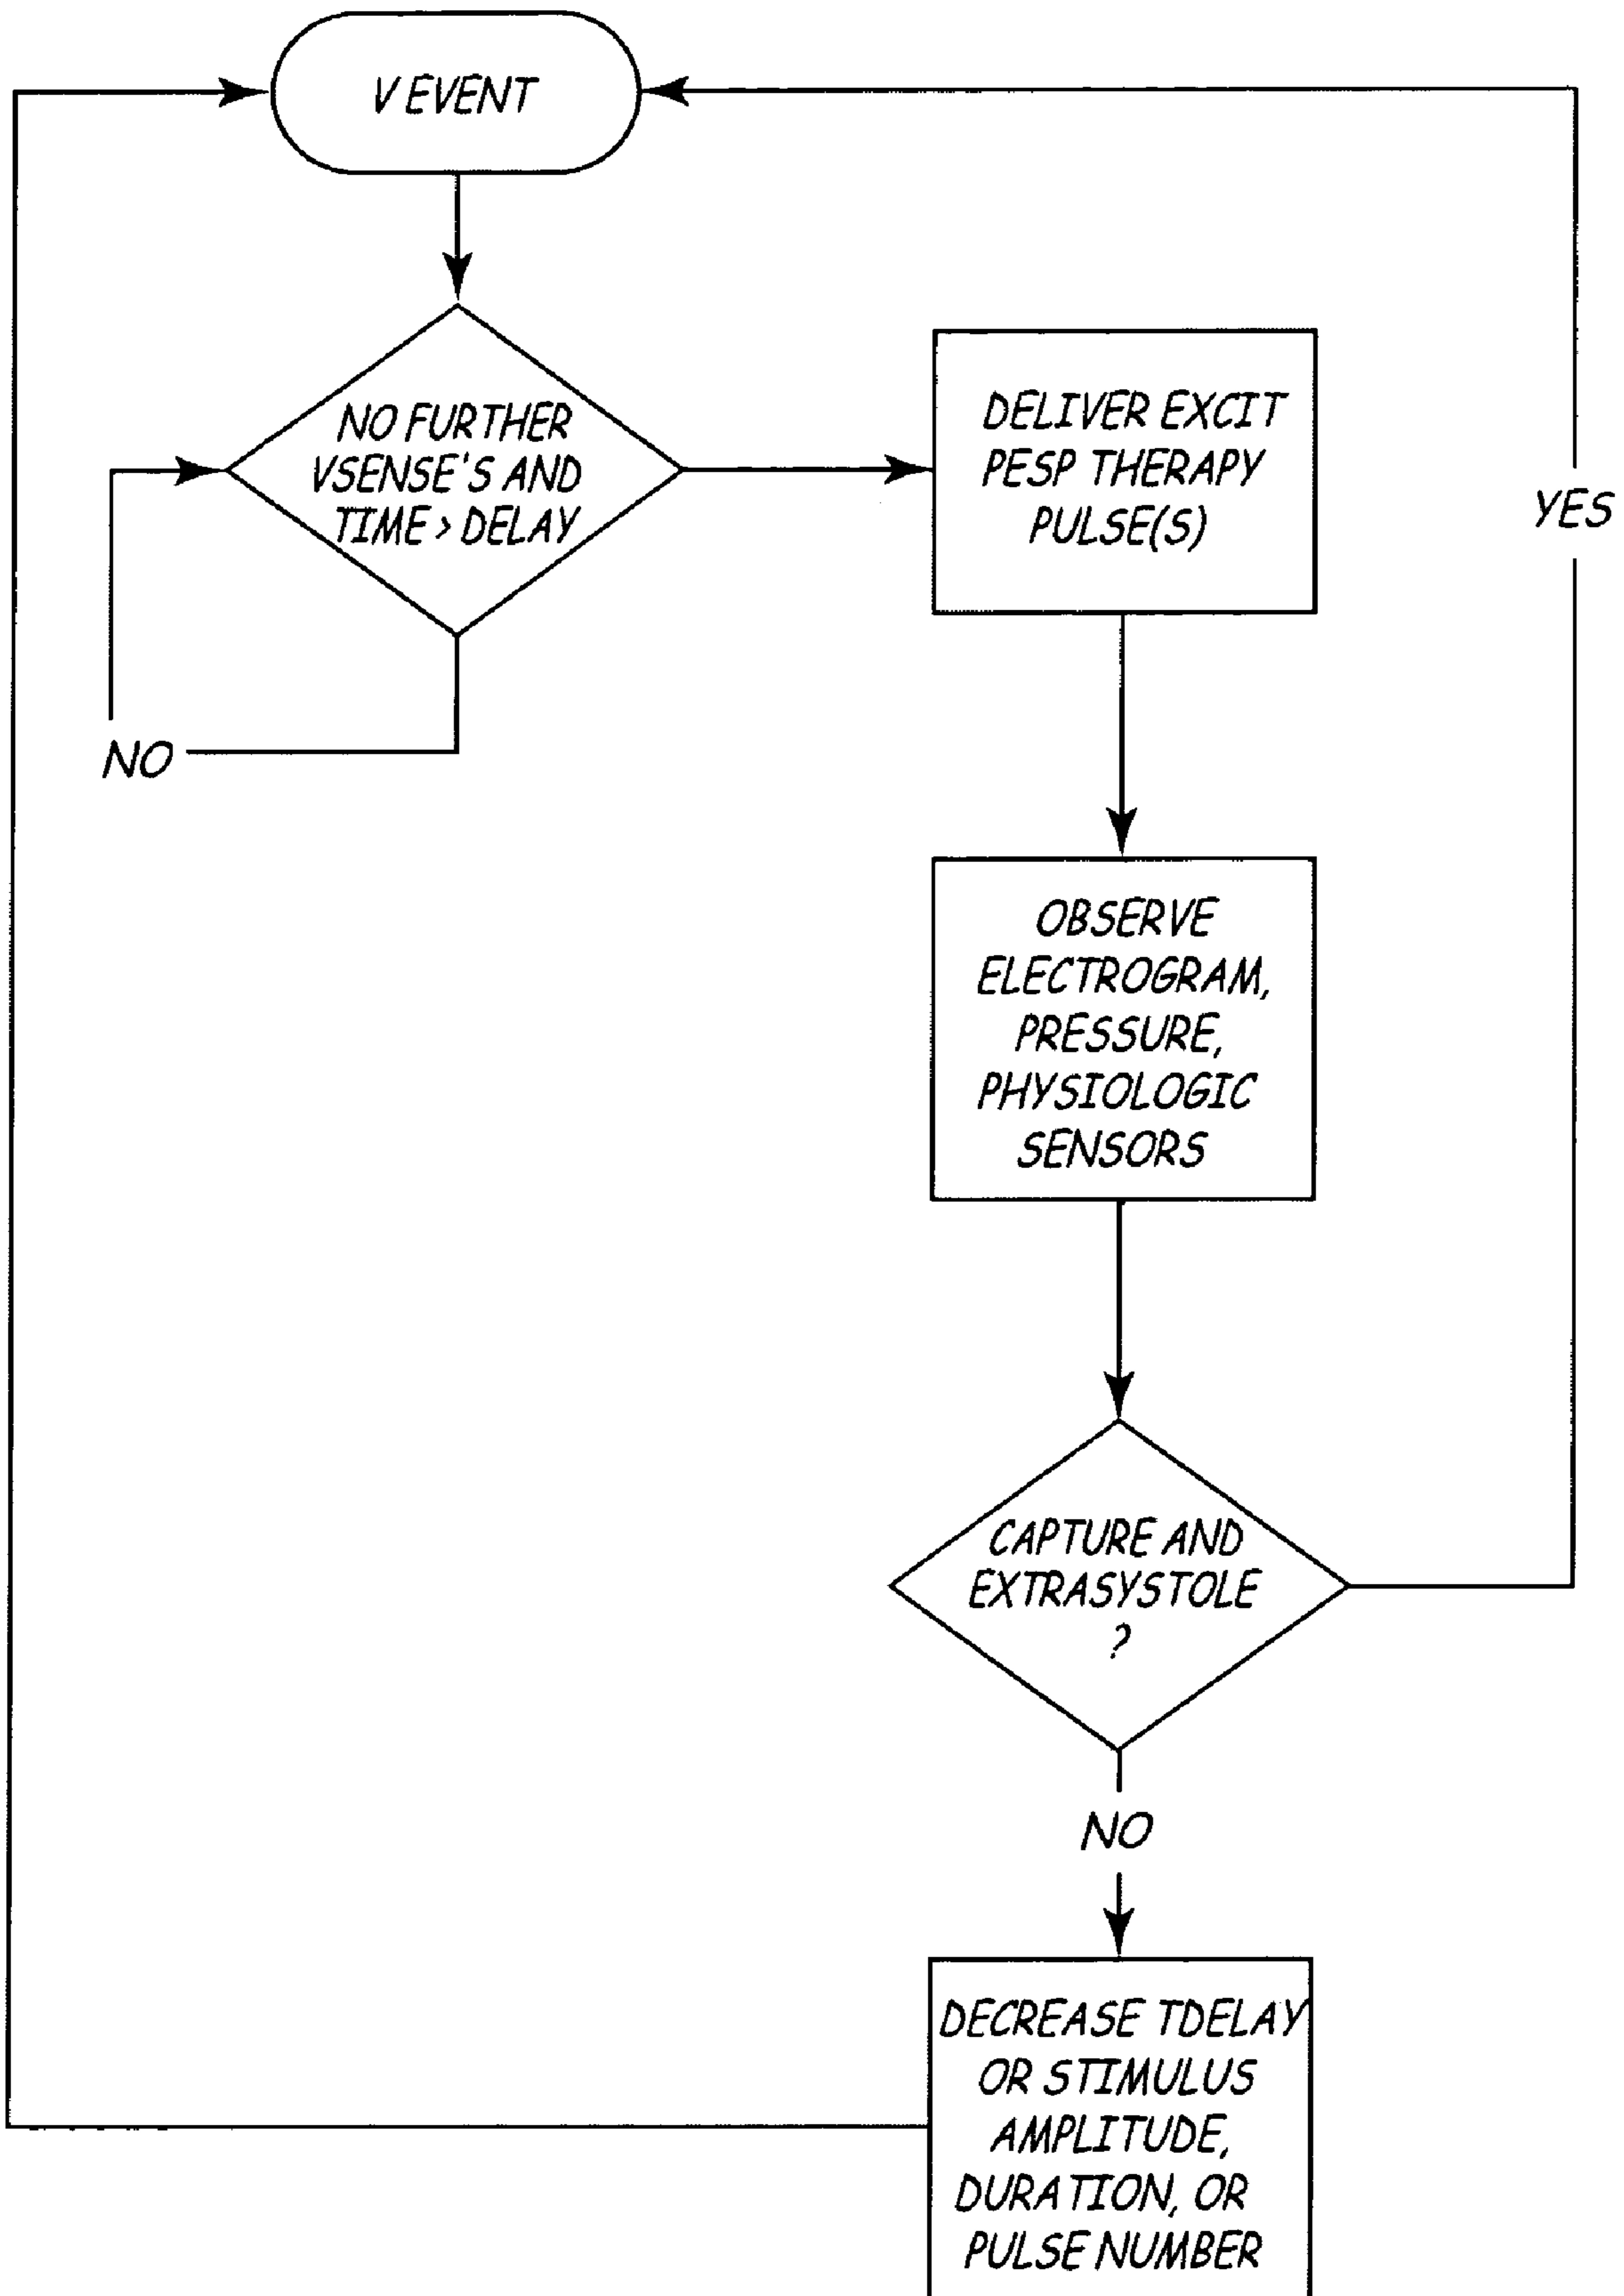 V EVENT
NO FURTHER
VSENSE'S AND
TIME > DELAY
NO
DELIVER EXCIT
PESP THERAPY
PULSE(S)
YES
OBSERVE
ELECTROGRAM,
PRESSURE,
PHYSIOLOGIC
SENSORS
CAPTURE AND
EXTRASYSTOLE
?
NO
DECREASE TDELAY
OR STIMULUS
AMPLITUDE,
DURATION, OR
PULSE NUMBER